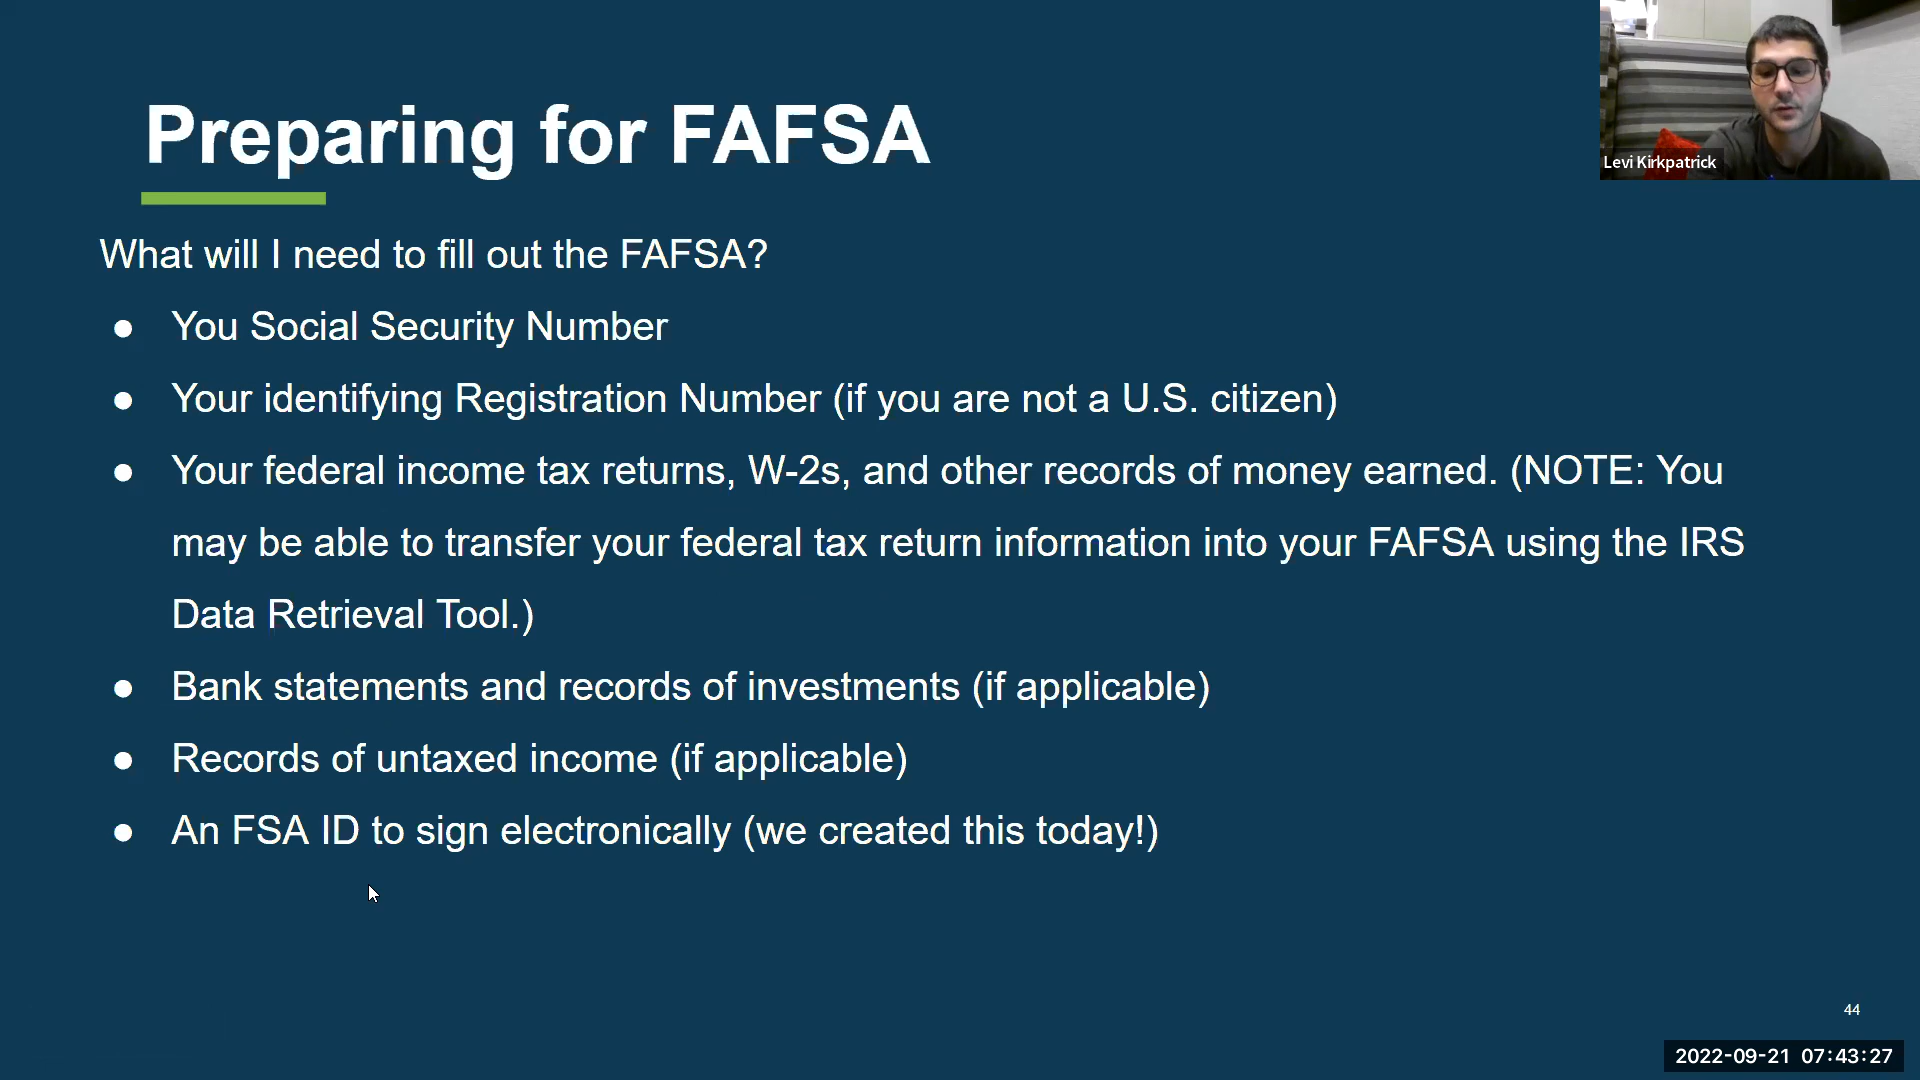 Preparing for FAFSA
Levi Kirkpatrick
What will I need to fill out the FAFSA?
● You Social Security Number
● Your identifying Registration Number (if you are not a U.S. citizen)
● Your federal income tax returns, W-2s, and other records of money earned. (NOTE: You
may be able to transfer your federal tax return information into your FAFSA using the IRS
Data Retrieval Tool.)
● Bank statements and records of investments (if applicable)
● Records of untaxed income (if applicable)
● An FSA ID to sign electronically (we created this today!)
44
2022-09-21 07:43:27